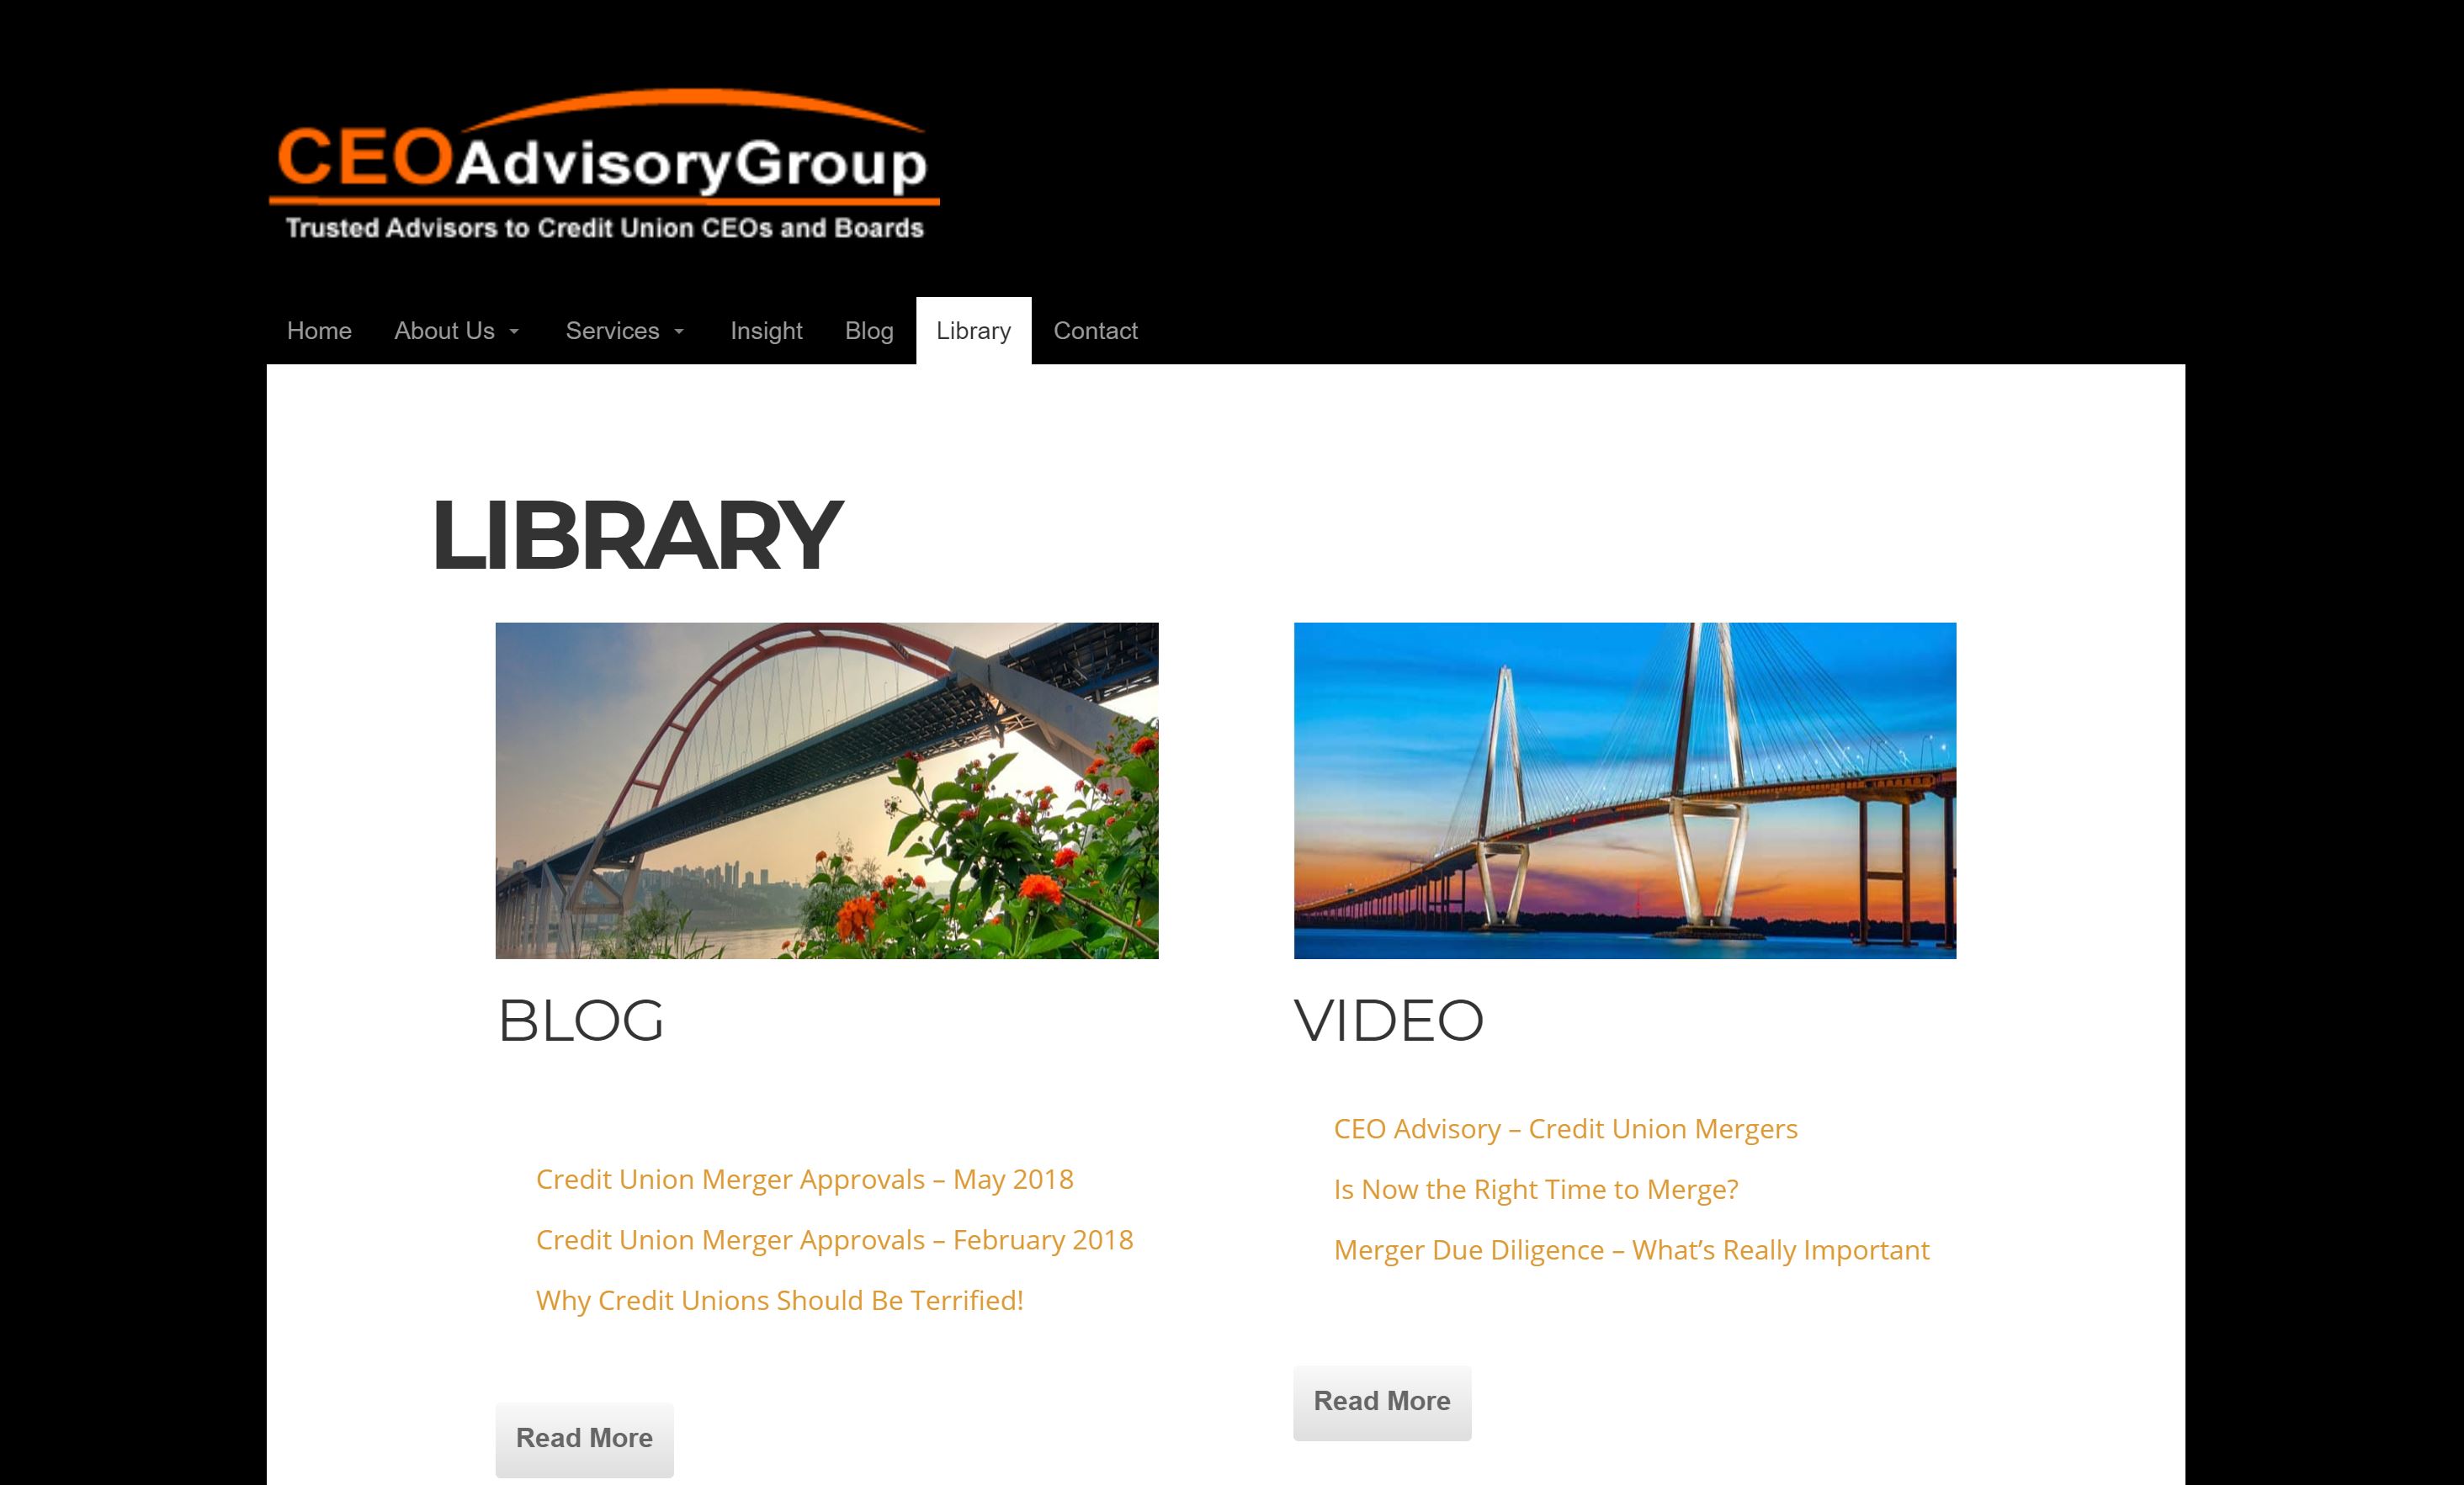 CEOAdvisoryGroup
Trusted Advisors to Credit Union CEOs and Boards
Home About Us Services Insight Blog Library Contact
LIBRARY
BLOG
Credit Union Merger Approvals – May 2018
Credit Union Merger Approvals – February 2018
Why Credit Unions Should Be Terrified!
Read More
VIDEO
CEO Advisory – Credit Union Mergers
Is Now the Right Time to Merge?
Merger Due Diligence – What’s Really Important
Read More